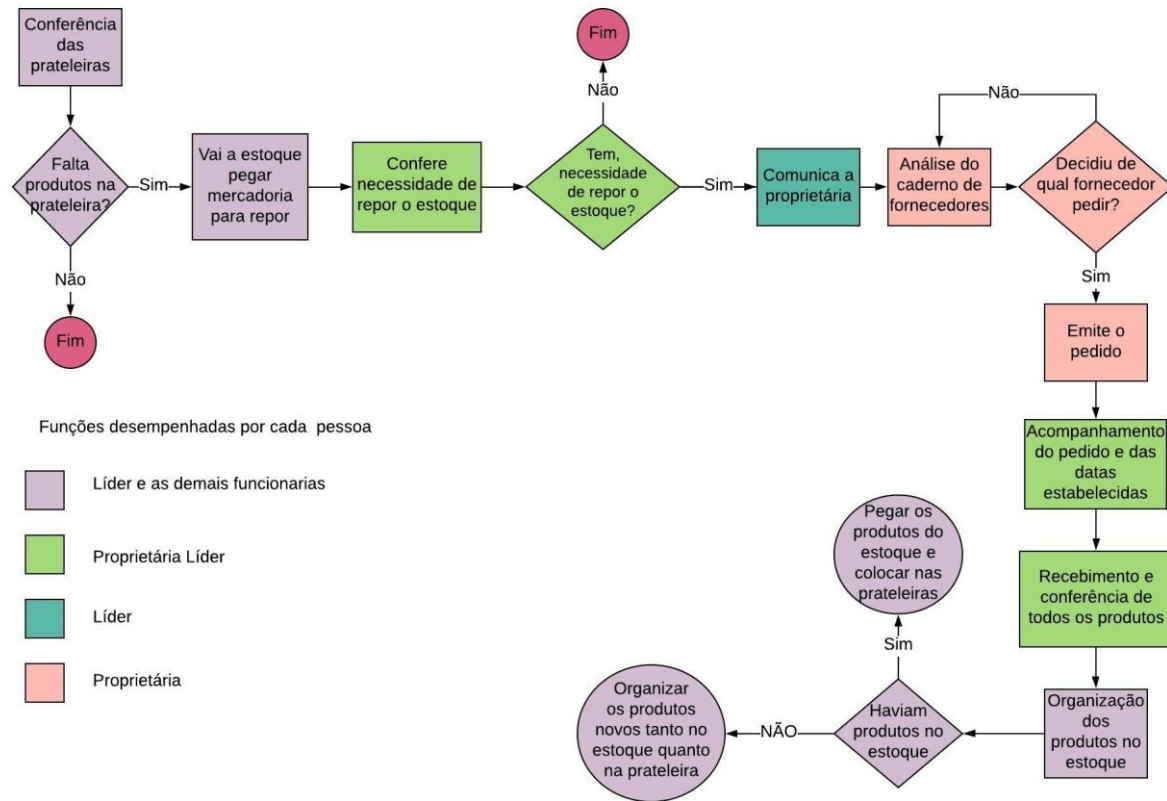 Conferência
das
prateleiras
Falta
produtos na
prateleira?
Sim
Não
Fim
Vai a estoque
pegar
mercadoria
para repor
Confere
necessidade de
repor o estoque
Tem,
necessidade
de repor o
estoque?
Não
Fim
Sim
Comunica a
proprietária
Análise do
caderno de
fornecedores
Não
Decidiu de
qual fornecedor
pedir?
Sim
Emite o
pedido
Acompanhamento
do pedido e das
datas
estabelecidas
Recebimento e
conferência de
todos os produtos
Organização
dos
produtos no
estoque
Haviam
produtos no
estoque
Sim
Pegar os
produtos do
estoque e
colocar nas
prateleiras
NÃO
Organizar
os produtos
novos tanto no
estoque quanto
na prateleira
Funções desempenhadas por cada pessoa
Líder e as demais funcionarias
Proprietária Líder
Líder
Proprietária